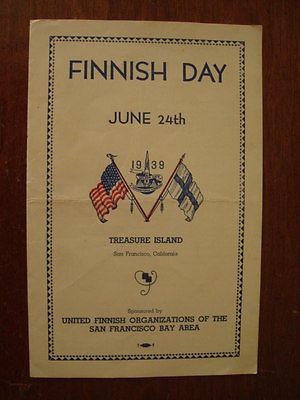 FINNISH DAY
JUNE 24th
1939
TREASURE ISLAND
San Francisco, California
Sponsored by
UNITED FINNISH ORGANIZATIONS OF THE
SAN FRANCISCO BAY AREA